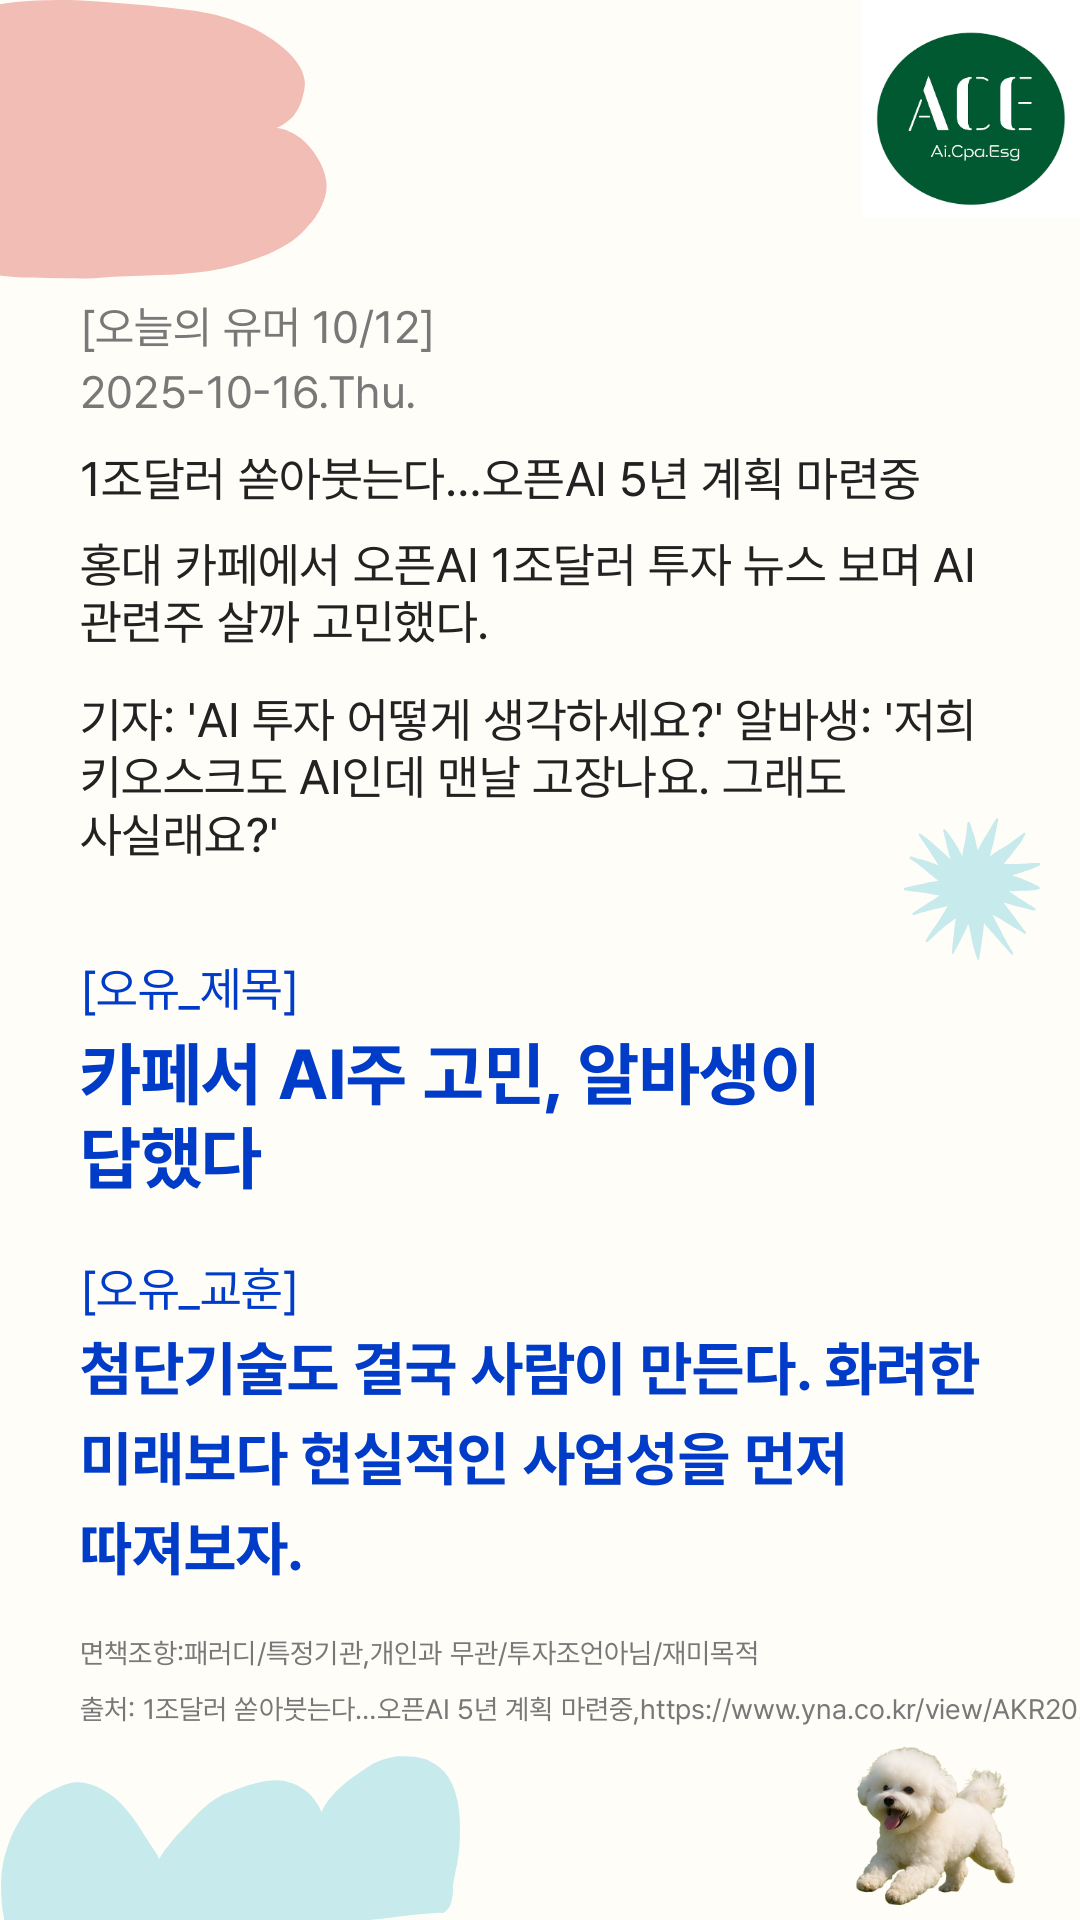 ACE
Ai.Cpa.Esg
[오늘의 유머 10/12]
2025-10-16.Thu.
1조달러 쏟아붓는다...오픈AI 5년 계획 마련중
홍대 카페에서 오픈AI 1조달러 투자 뉴스 보며 AI
관련주 살까 고민했다.
기자: 'AI 투자 어떻게 생각하세요?' 알바생: '저희
키오스크도 AI인데 맨날 고장나요. 그래도
사실래요?'
[오유_제목]
카페서 AI주 고민, 알바생이
답했다
[오유_교훈]
첨단기술도 결국 사람이 만든다. 화려한
미래보다 현실적인 사업성을 먼저
따져보자.
면책조항:패러디/특정기관,개인과 무관/투자조언아님/재미목적
출처: 1조달러 쏟아붓는다...오픈AI 5년 계획 마련중,https://www.yna.co.kr/view/AKR20